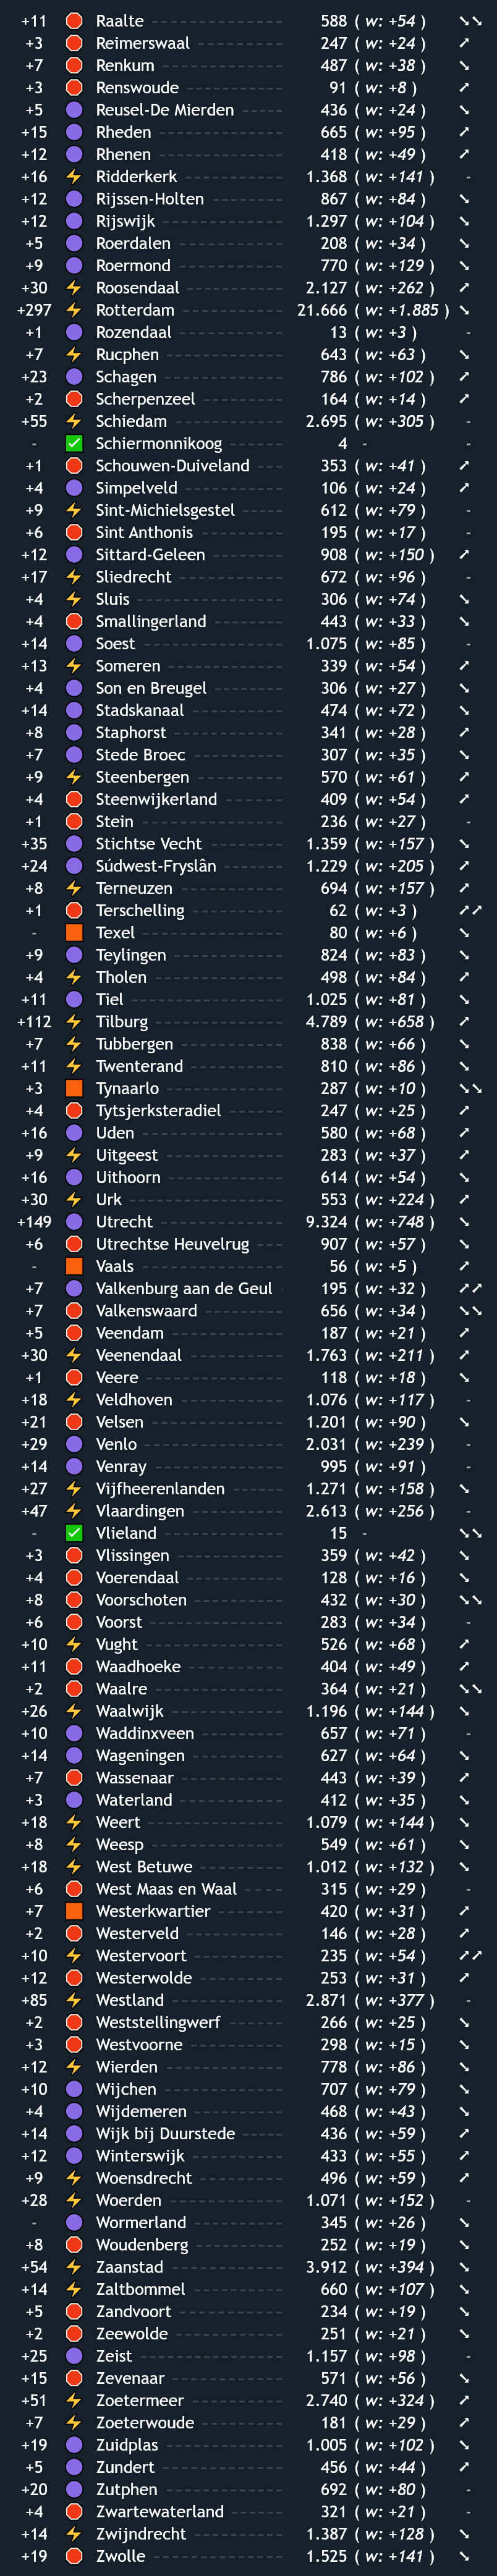 +11 Raalte 588 ( w: +54 ) ↘↘
+3 Reimerswaal 247 ( w: +24 ) ↗
+7 Renkum 487 ( w: +38 ) ↘
+3 Renswoude 91 ( w: +8 ) ↗
+5 Reusel-De Mierden 436 ( w: +24 ) ↘
+15 Rheden 665 ( w: +95 ) ↗
+12 Rhenen 418 ( w: +49 ) ↗
+16 Ridderkerk 1.368 ( w: +141 ) -
+12 Rijssen-Holten 867 ( w: +84 ) ↘
+12 Rijswijk 1.297 ( w: +104 ) ↘
+5 Roerdalen 208 ( w: +34 ) ↘
+9 Roermond 770 ( w: +129 ) ↘
+30 Roosendaal 2.127 ( w: +262 ) ↗
+297 Rotterdam 21.666 ( w: +1.885 ) ↘
+1 Rozendaal 13 ( w: +3 ) -
+7 Rucphen 643 ( w: +63 ) ↘
+23 Schagen 786 ( w: +102 ) ↗
+2 Scherpenzeel 164 ( w: +14 ) ↗
+55 Schiedam 2.695 ( w: +305 ) -
- Schiermonnikoog 4 - -
+1 Schouwen-Duiveland 353 ( w: +41 ) ↗
+4 Simpelveld 106 ( w: +24 ) ↗
+9 Sint-Michielsgestel 612 ( w: +79 ) -
+6 Sint Anthonis 195 ( w: +17 ) -
+12 Sittard-Geleen 908 ( w: +150 ) ↗
+17 Sliedrecht 672 ( w: +96 ) -
+4 Sluis 306 ( w: +74 ) ↘
+4 Smallingerland 443 ( w: +33 ) ↘
+14 Soest 1.075 ( w: +85 ) -
+13 Someren 339 ( w: +54 ) ↗
+4 Son en Breugel 306 ( w: +27 ) ↘
+14 Stadskanaal 474 ( w: +72 ) ↘
+8 Staphorst 341 ( w: +28 ) ↗
+7 Stede Broec 307 ( w: +35 ) ↘
+9 Steenbergen 570 ( w: +61 ) ↗
+4 Steenwijkerland 409 ( w: +54 ) ↗
+1 Stein 236 ( w: +27 ) -
+35 Stichtse Vecht 1.359 ( w: +157 ) ↘
+24 Súdwest-Fryslân 1.229 ( w: +205 ) ↗
+8 Terneuzen 694 ( w: +157 ) ↗
+1 Terschelling 62 ( w: +3 ) ↗↗
- Texel 80 ( w: +6 ) ↘
+9 Teylingen 824 ( w: +83 ) ↘
+4 Tholen 498 ( w: +84 ) ↗
+11 Tiel 1.025 ( w: +81 ) ↘
+112 Tilburg 4.789 ( w: +658 ) ↗
+7 Tubbergen 838 ( w: +66 ) ↘
+11 Twenterand 810 ( w: +86 ) ↘
+3 Tynaarlo 287 ( w: +10 ) ↘↘
+4 Tytsjerksteradiel 247 ( w: +25 ) ↗
+16 Uden 580 ( w: +68 ) ↗
+9 Uitgeest 283 ( w: +37 ) ↗
+16 Uithoorn 614 ( w: +54 ) ↘
+30 Urk 553 ( w: +224 ) ↗
+149 Utrecht 9.324 ( w: +748 ) ↘
+6 Utrechtse Heuvelrug 907 ( w: +57 ) ↘
- Vaals 56 ( w: +5 ) ↗
+7 Valkenburg aan de Geul 195 ( w: +32 ) ↗↗
+7 Valkenswaard 656 ( w: +34 ) ↘↘
+5 Veendam 187 ( w: +21 ) ↗
+30 Veenendaal 1.763 ( w: +211 ) ↗
+1 Veere 118 ( w: +18 ) ↘
+18 Veldhoven 1.076 ( w: +117 ) -
+21 Velsen 1.201 ( w: +90 ) ↘
+29 Venlo 2.031 ( w: +239 ) -
+14 Venray 995 ( w: +91 ) -
+27 Vijfheerenlanden 1.271 ( w: +158 ) ↘
+47 Vlaardingen 2.613 ( w: +256 ) -
- Vlieland 15 - ↘↘
+3 Vlissingen 359 ( w: +42 ) ↘
+4 Voerendaal 128 ( w: +16 ) ↘
+8 Voorschoten 432 ( w: +30 ) ↘↘
+6 Voorst 283 ( w: +34 ) -
+10 Vught 526 ( w: +68 ) ↗
+11 Waadhoeke 404 ( w: +49 ) ↗
+2 Waalre 364 ( w: +21 ) ↘↘
+26 Waalwijk 1.196 ( w: +144 ) ↘
+10 Waddinxveen 657 ( w: +71 ) -
+14 Wageningen 627 ( w: +64 ) ↘
+7 Wassenaar 443 ( w: +39 ) ↗
+3 Waterland 412 ( w: +35 ) ↘
+18 Weert 1.079 ( w: +144 ) ↘
+8 Weesp 549 ( w: +61 ) ↘
+18 West Betuwe 1.012 ( w: +132 ) ↘
+6 West Maas en Waal 315 ( w: +29 ) -
+7 Westerkwartier 420 ( w: +31 ) ↗
+2 Westerveld 146 ( w: +28 ) ↗
+10 Westervoort 235 ( w: +54 ) ↗↗
+12 Westerwolde 253 ( w: +31 ) ↗
+85 Westland 2.871 ( w: +377 ) -
+2 Weststellingwerf 266 ( w: +25 ) ↘
+3 Westvoorne 298 ( w: +15 ) ↘
+12 Wierden 778 ( w: +86 ) ↘
+10 Wijchen 707 ( w: +79 ) ↘
+4 Wijdemeren 468 ( w: +43 ) ↘
+14 Wijk bij Duurstede 436 ( w: +59 ) ↗
+12 Winterswijk 433 ( w: +55 ) ↗
+9 Woensdrecht 496 ( w: +59 ) ↗
+28 Woerden 1.071 ( w: +152 ) -
- Wormerland 345 ( w: +26 ) ↘
+8 Woudenberg 252 ( w: +19 ) ↘
+54 Zaanstad 3.912 ( w: +394 ) ↘
+14 Zaltbommel 660 ( w: +107 ) ↘
+5 Zandvoort 234 ( w: +19 ) ↘
+2 Zeewolde 251 ( w: +21 ) ↘
+25 Zeist 1.157 ( w: +98 ) -
+15 Zevenaar 571 ( w: +56 ) ↘
+51 Zoetermeer 2.740 ( w: +324 ) ↗
+7 Zoeterwoude 181 ( w: +29 ) ↗
+19 Zuidplas 1.005 ( w: +102 ) ↘
+5 Zundert 456 ( w: +44 ) ↗
+20 Zutphen 692 ( w: +80 ) -
+4 Zwartewaterland 321 ( w: +21 ) -
+14 Zwijndrecht 1.387 ( w: +128 ) ↘
+19 Zwolle 1.525 ( w: +141 ) ↘